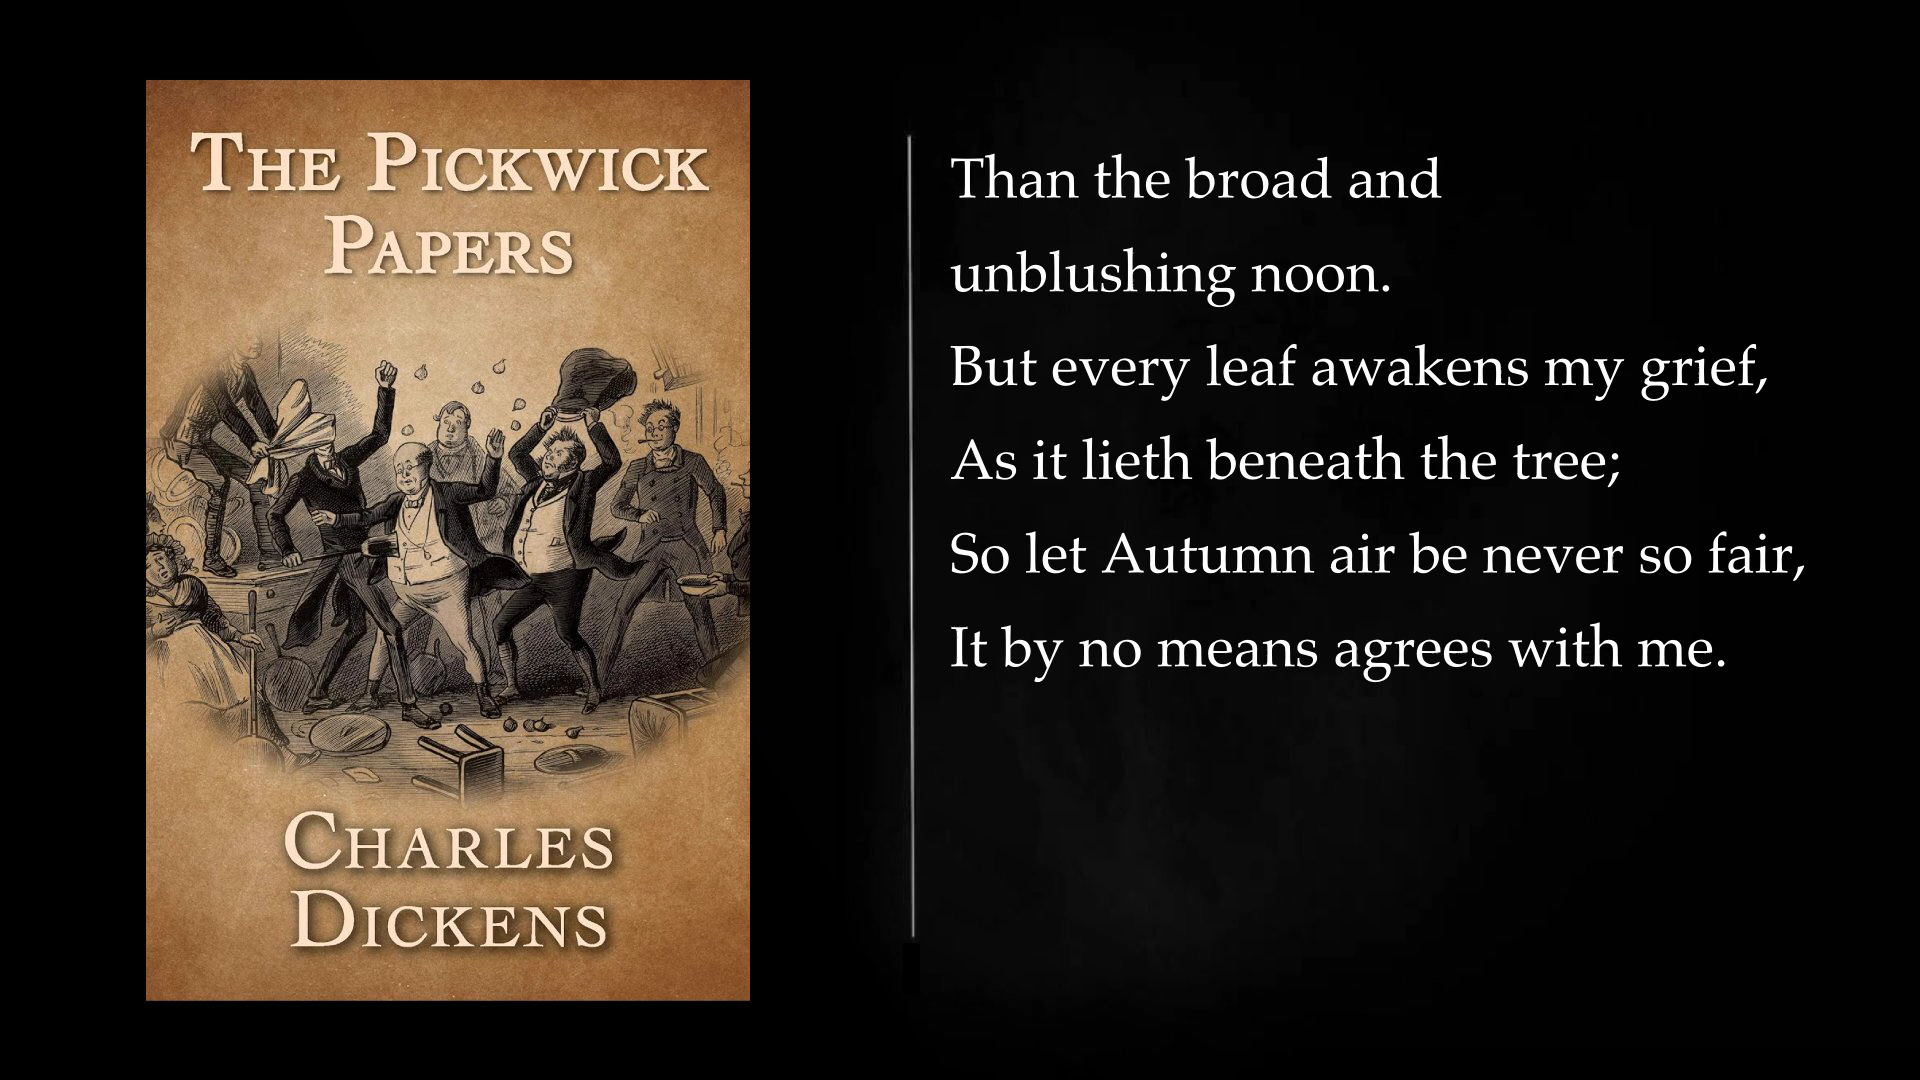 The Pickwick
Papers
Charles
Dickens
Than the broad and
unblushing noon.
But every leaf awakens my grief,
As it lieth beneath the tree;
So let Autumn air be never so fair,
It by no means agrees with me.